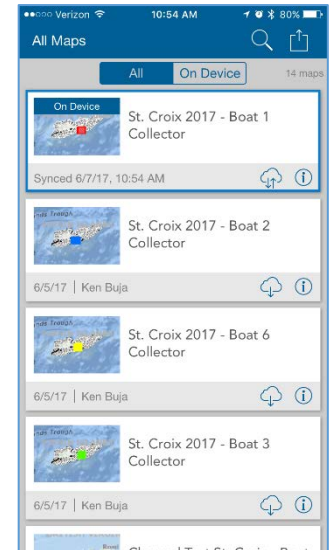 Verizon 10:54 AM 80%
All Maps
All On Device 14 maps
On Device
St. Croix 2017 - Boat 1
Collector
Synced 6/7/17, 10:54 AM
St. Croix 2017 - Boat 2
Collector
6/5/17 | Ken Buja
St. Croix 2017 - Boat 6
Collector
6/5/17 | Ken Buja
St. Croix 2017 - Boat 3
Collector
6/5/17 | Ken Buja